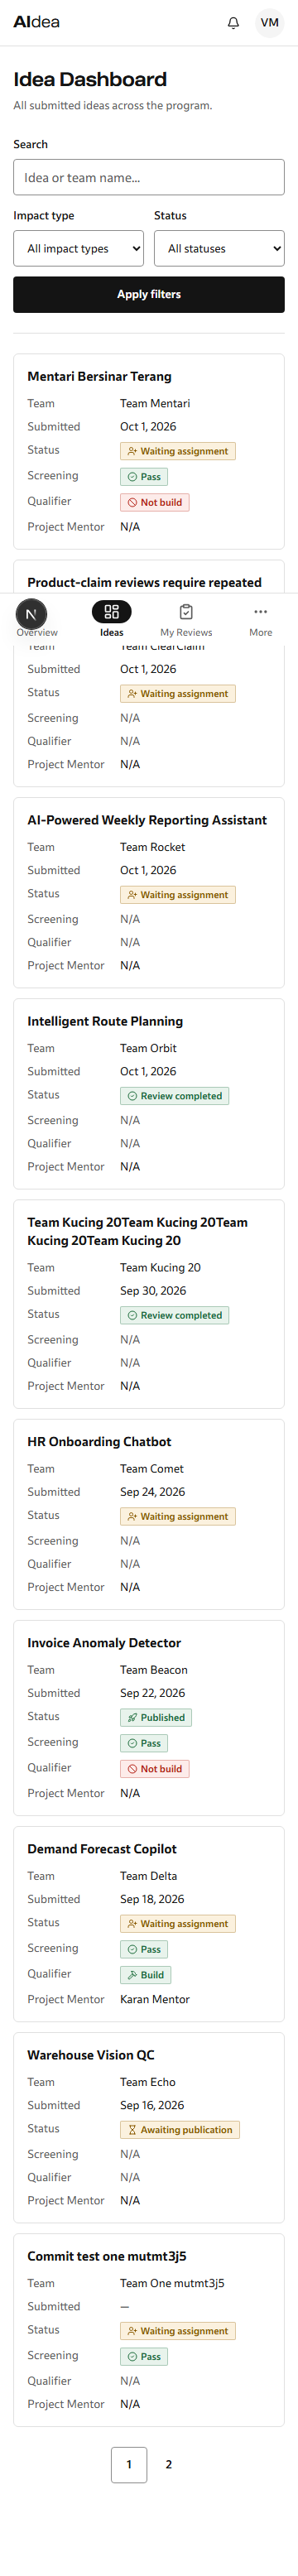 AIdea
VM
Idea Dashboard
All submitted ideas across the program.
Search
Idea or team name...
Impact type Status
All impact types All statuses
Apply filters
Mentari Bersinar Terang
Team Team Mentari
Submitted Oct 1, 2026
Status Waiting assignment
Screening Pass
Qualifier Not build
Project Mentor N/A
Product-claim reviews require repeated
N
Overview Ideas My Reviews More
Team ClearClaim
Submitted Oct 1, 2026
Status Waiting assignment
Screening N/A
Qualifier N/A
Project Mentor N/A
AI-Powered Weekly Reporting Assistant
Team Team Rocket
Submitted Oct 1, 2026
Status Waiting assignment
Screening N/A
Qualifier N/A
Project Mentor N/A
Intelligent Route Planning
Team Team Orbit
Submitted Oct 1, 2026
Status Review completed
Screening N/A
Qualifier N/A
Project Mentor N/A
Team Kucing 20Team Kucing 20Team
Kucing 20Team Kucing 20
Team Team Kucing 20
Submitted Sep 30, 2026
Status Review completed
Screening N/A
Qualifier N/A
Project Mentor N/A
HR Onboarding Chatbot
Team Team Comet
Submitted Sep 24, 2026
Status Waiting assignment
Screening N/A
Qualifier N/A
Project Mentor N/A
Invoice Anomaly Detector
Team Team Beacon
Submitted Sep 22, 2026
Status Published
Screening Pass
Qualifier Not build
Project Mentor N/A
Demand Forecast Copilot
Team Team Delta
Submitted Sep 18, 2026
Status Waiting assignment
Screening Pass
Qualifier Build
Project Mentor Karan Mentor
Warehouse Vision QC
Team Team Echo
Submitted Sep 16, 2026
Status Awaiting publication
Screening N/A
Qualifier N/A
Project Mentor N/A
Commit test one mutmt3j5
Team Team One mutmt3j5
Submitted —
Status Waiting assignment
Screening Pass
Qualifier N/A
Project Mentor N/A
1 2